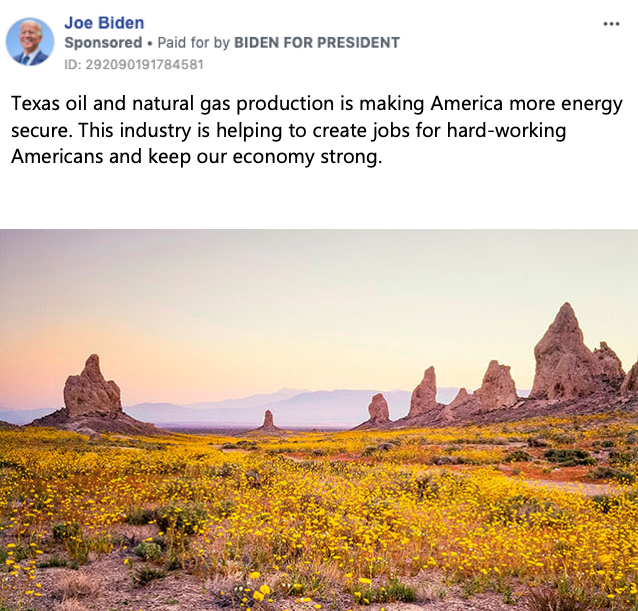 Joe Biden
Sponsored • Paid for by BIDEN FOR PRESIDENT
ID: 292090191784581
Texas oil and natural gas production is making America more energy
secure. This industry is helping to create jobs for hard-working
Americans and keep our economy strong.